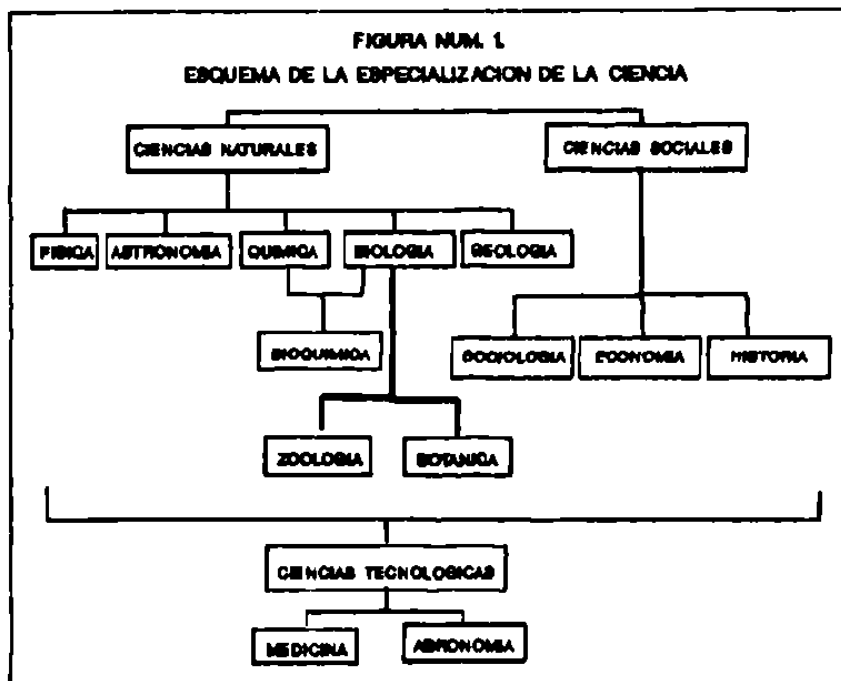 FIGURA NUM. 1.
ESQUEMA DE LA ESPECIALIZACION DE LA CIENCIA
CIENCIAS NATURALES
CIENCIAS SOCIALES
FISICA
ASTRONOMIA
QUIMICA
BIOLOGIA
GEOLOGIA
BIOQUIMICA
SOCIOLOGIA
ECONOMIA
HISTORIA
ZOOLOGIA
BOTANICA
CIENCIAS TECNOLOGICAS
MEDICINA
AGRONOMIA